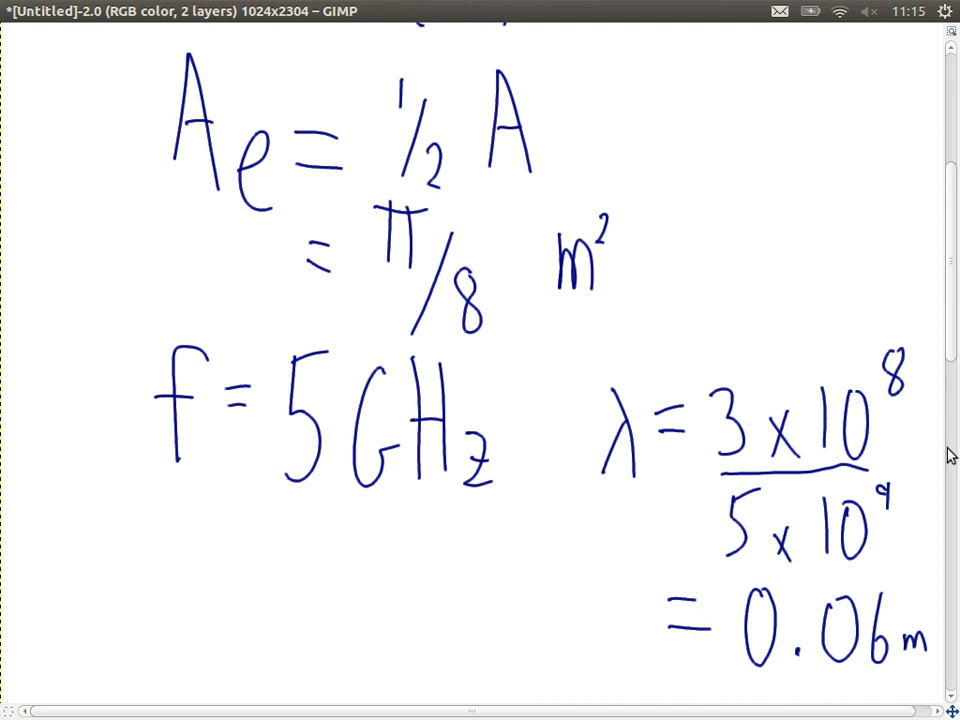 *[Untitled]-2.0 (RGB color, 2 layers) 1024x2304 – GIMP 11:15
Ae = 1/2 A
= π/8 m²
f = 5 GHz λ = 3 x 10⁸
5 x 10⁹
= 0.06 m